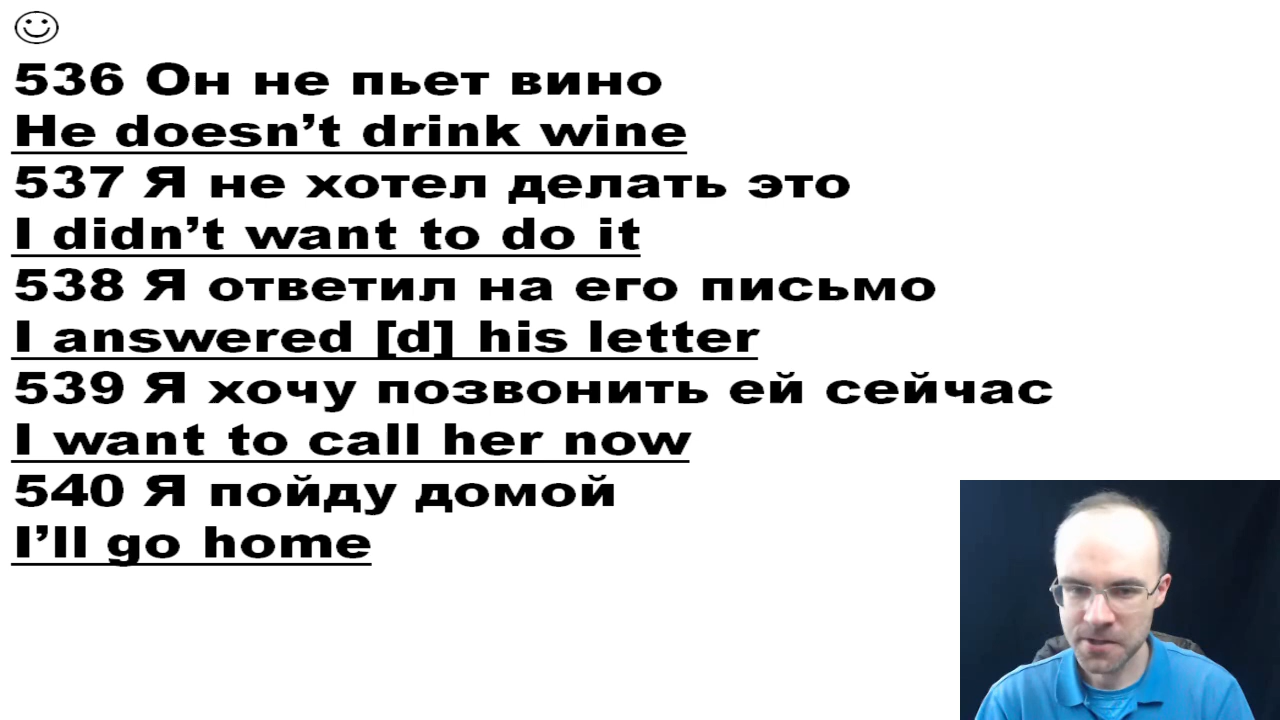 536 Он не пьет вино
He doesn’t drink wine
537 Я не хотел делать это
I didn’t want to do it
538 Я ответил на его письмо
I answered [d] his letter
539 Я хочу позвонить ей сейчас
I want to call her now
540 Я пойду домой
I’ll go home